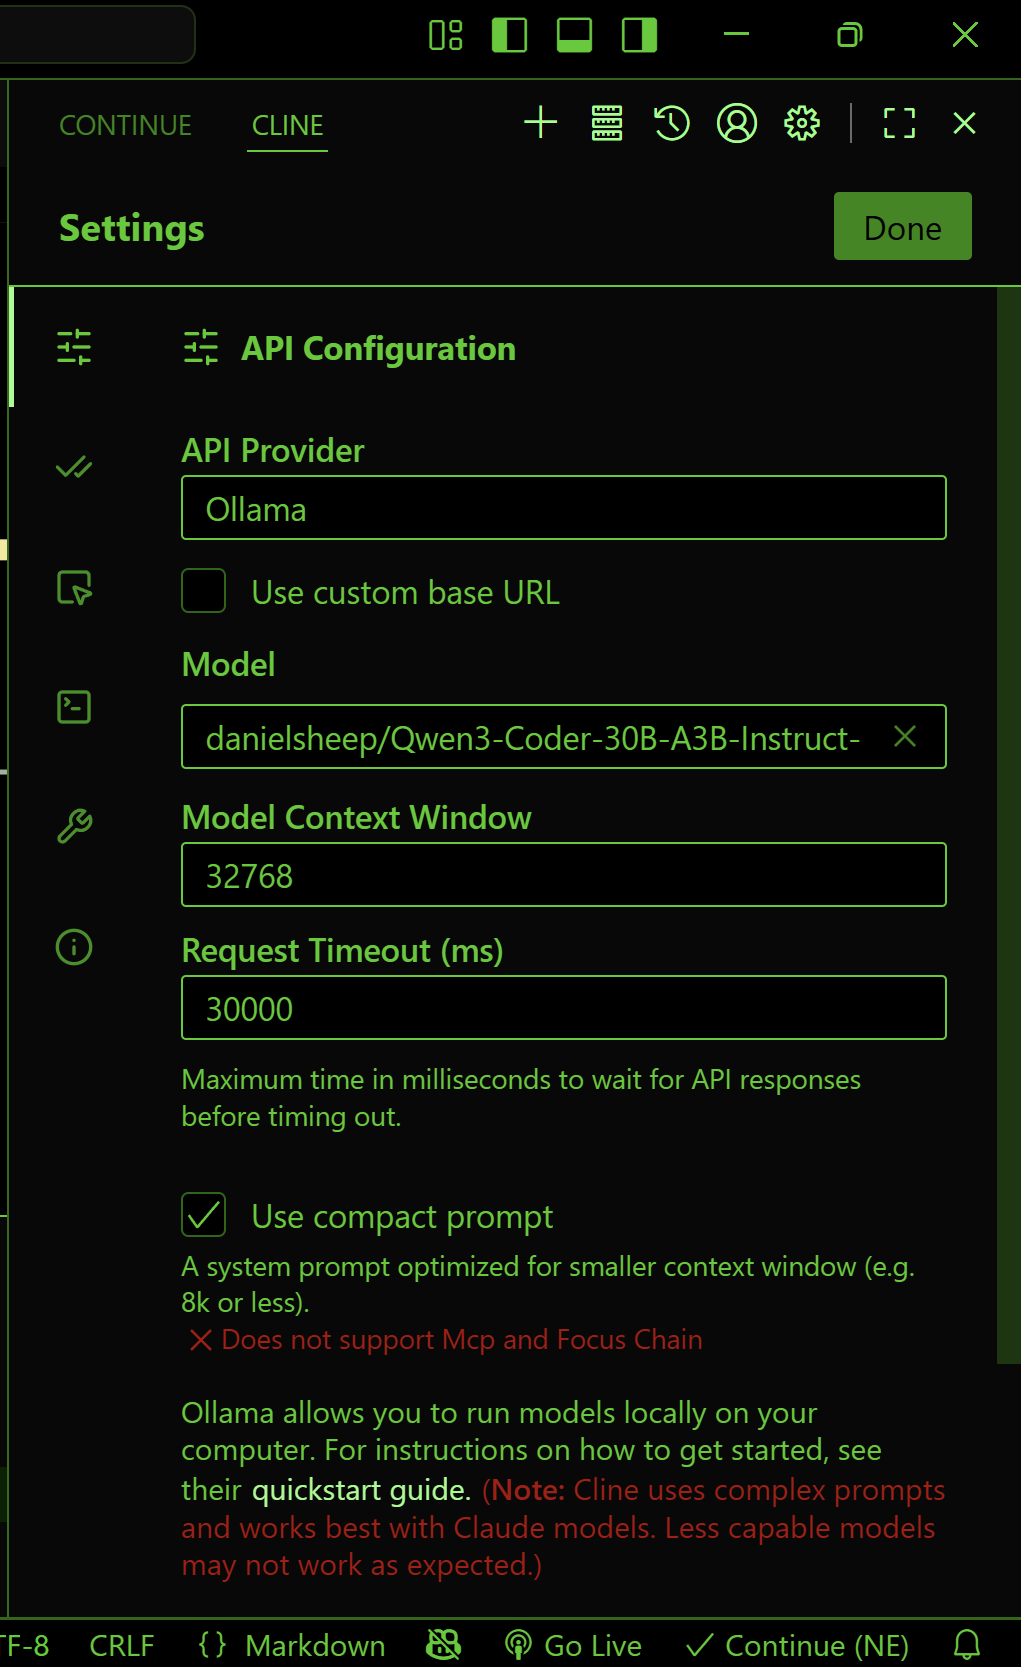 CONTINUE CLINE
Settings
Done
API Configuration
API Provider
Ollama
Use custom base URL
Model
danielsheep/Qwen3-Coder-30B-A3B-Instruct-
Model Context Window
32768
Request Timeout (ms)
30000
Maximum time in milliseconds to wait for API responses
before timing out.
Use compact prompt
A system prompt optimized for smaller context window (e.g.
8k or less).
Does not support Mcp and Focus Chain
Ollama allows you to run models locally on your
computer. For instructions on how to get started, see
their quickstart guide. (Note: Cline uses complex prompts
and works best with Claude models. Less capable models
may not work as expected.)
TF-8 CRLF {} Markdown Go Live Continue (NE)